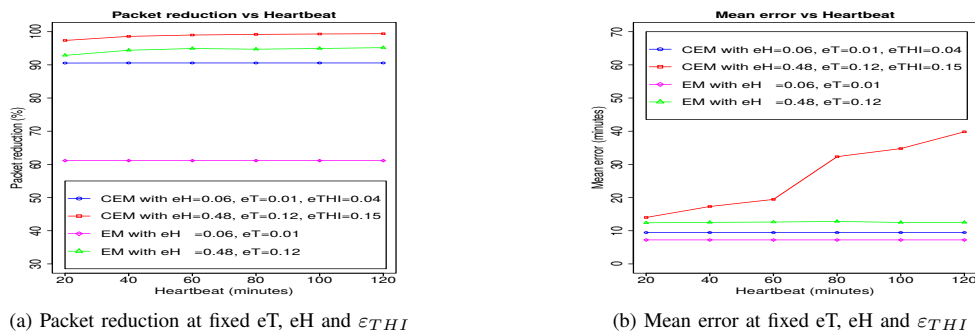 Packet reduction vs Heartbeat
Packet reduction (%)
100
90
80
70
60
50
40
30
CEM with eH=0.06, eT=0.01, eTHI=0.04
CEM with eH=0.48, eT=0.12, eTHI=0.15
EM with eH =0.06, eT=0.01
EM with eH =0.48, eT=0.12
20 40 60 80 100 120
Heartbeat (minutes)
(a) Packet reduction at fixed eT, eH and εTHI
Mean error vs Heartbeat
Mean error (minutes)
70
60
50
40
30
20
10
0
CEM with eH=0.06, eT=0.01, eTHI=0.04
CEM with eH=0.48, eT=0.12, eTHI=0.15
EM with eH =0.06, eT=0.01
EM with eH =0.48, eT=0.12
20 40 60 80 100 120
Heartbeat (minutes)
(b) Mean error at fixed eT, eH and εTHI